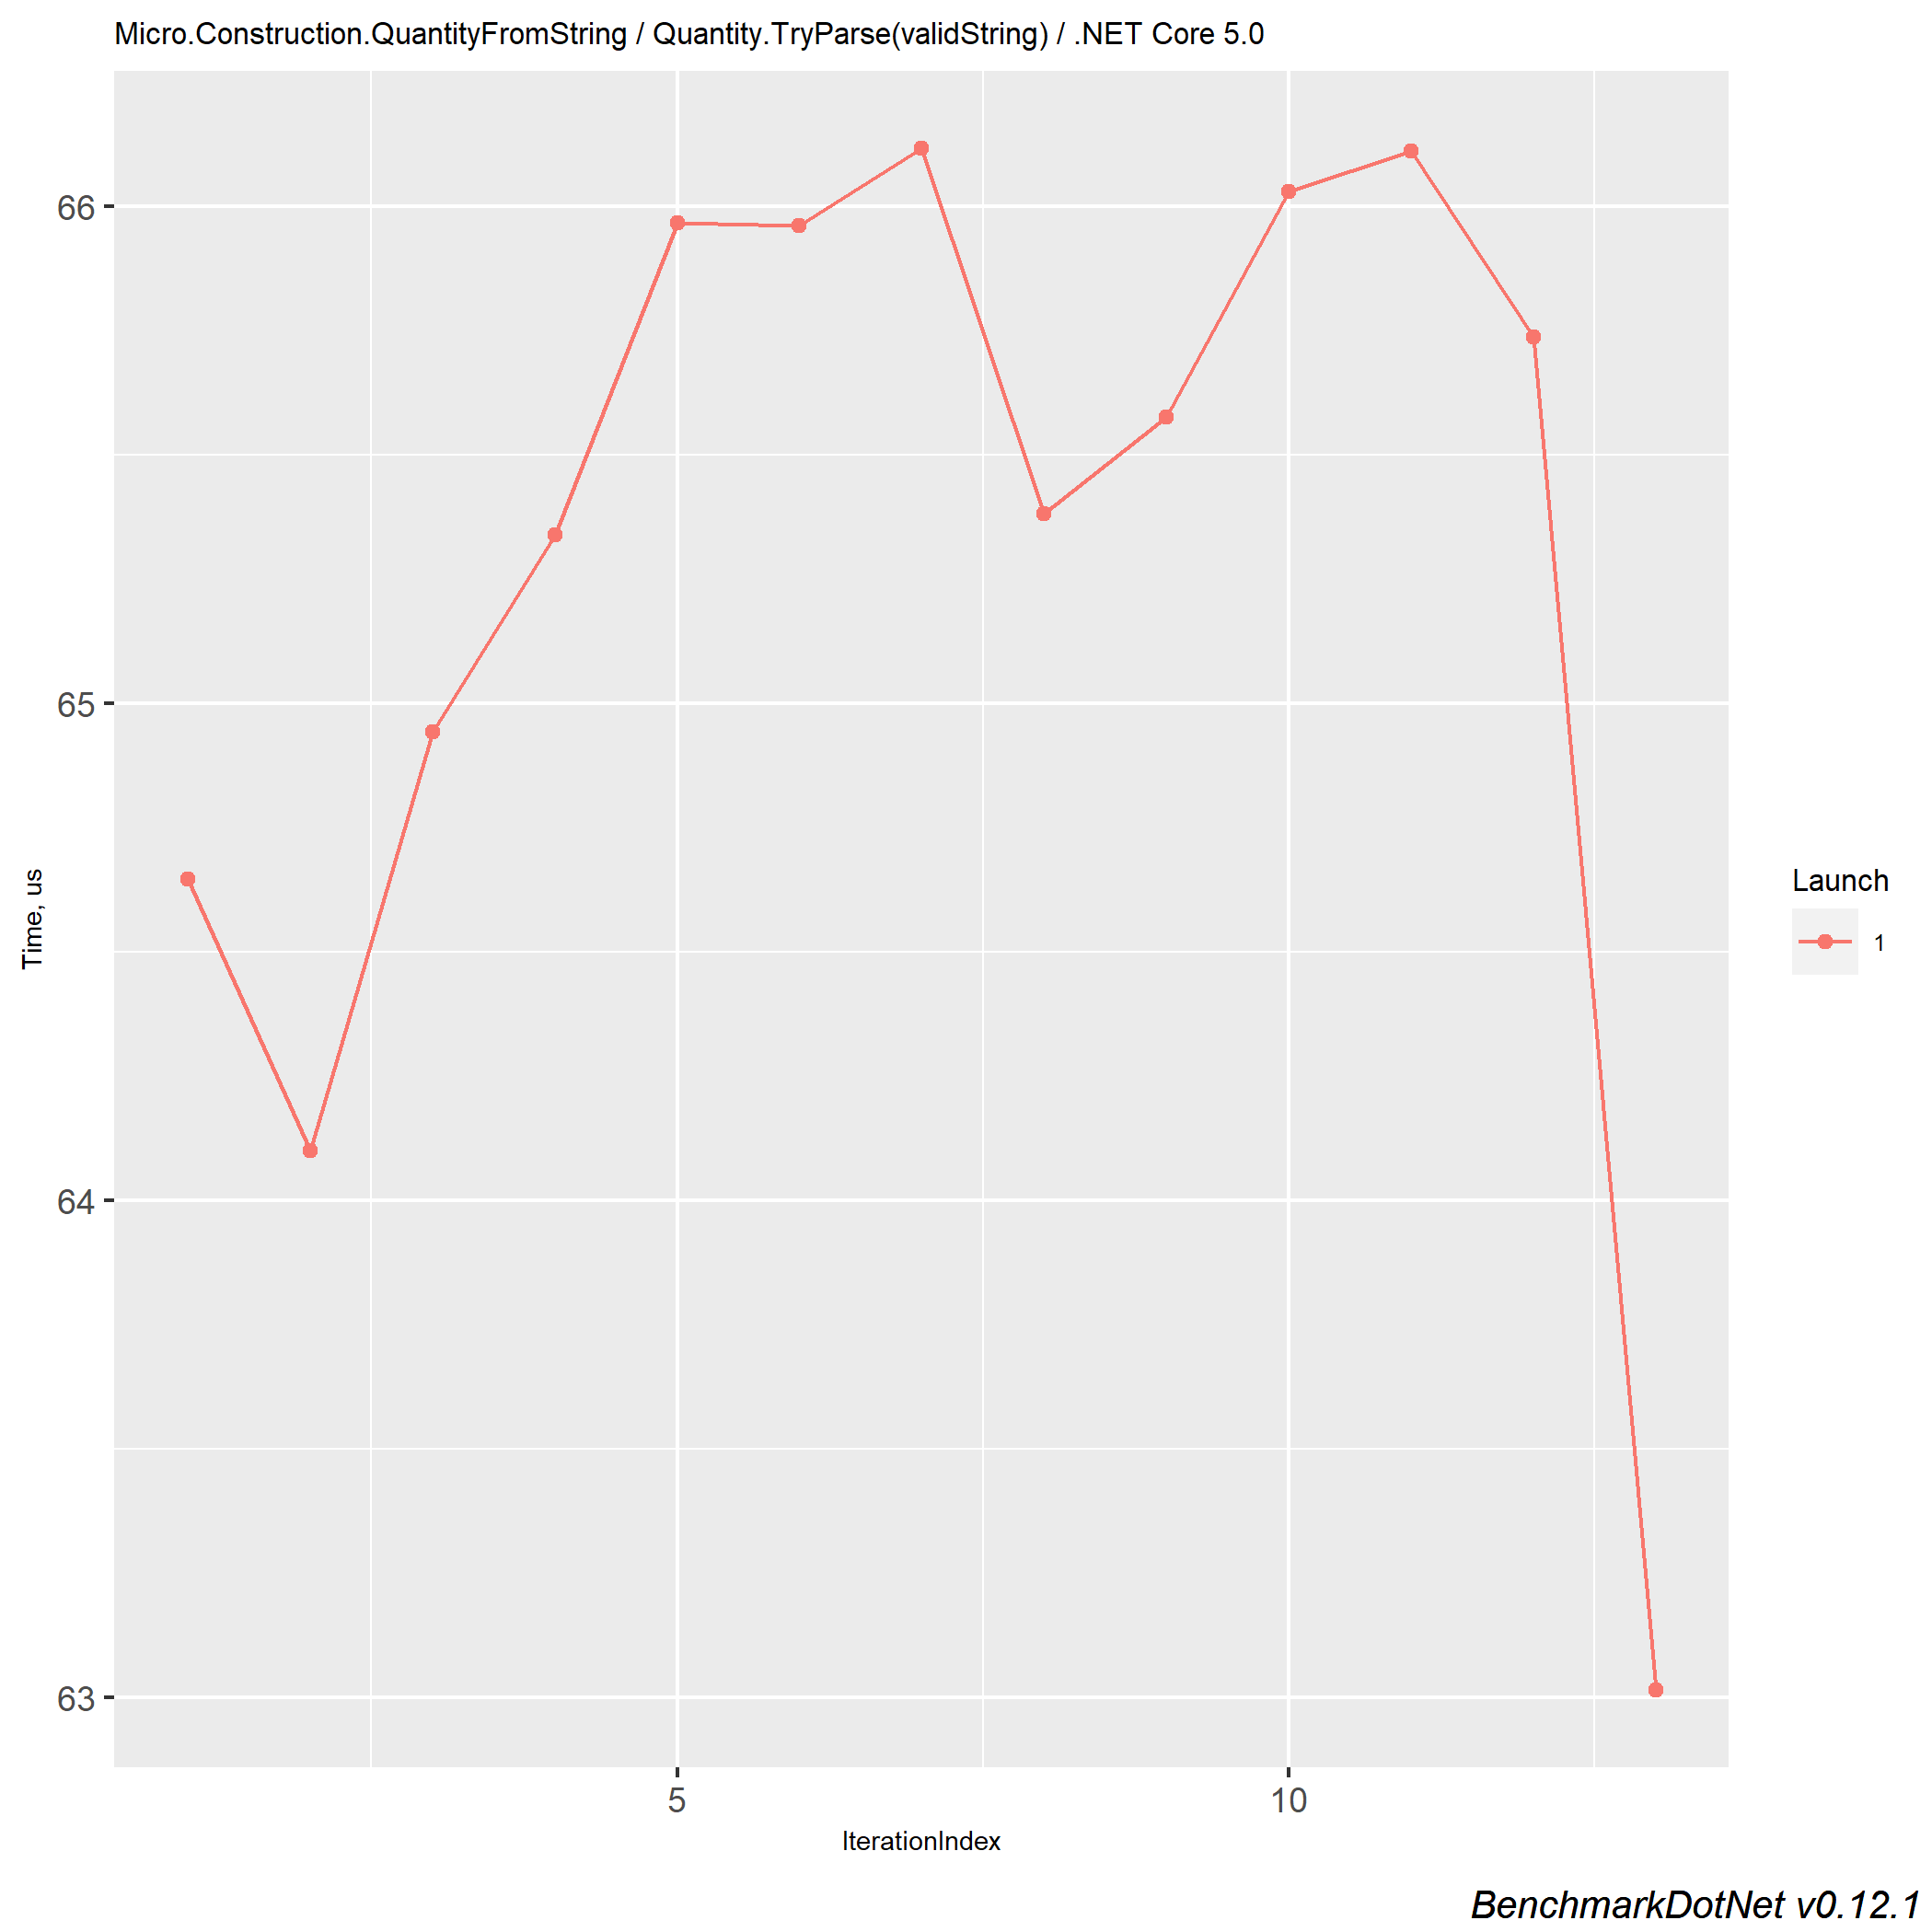 Micro.Construction.QuantityFromString / Quantity.TryParse(validString) / .NET Core 5.0
66
65
64
63
Time, us
5
10
IterationIndex
Launch
1
BenchmarkDotNet v0.12.1